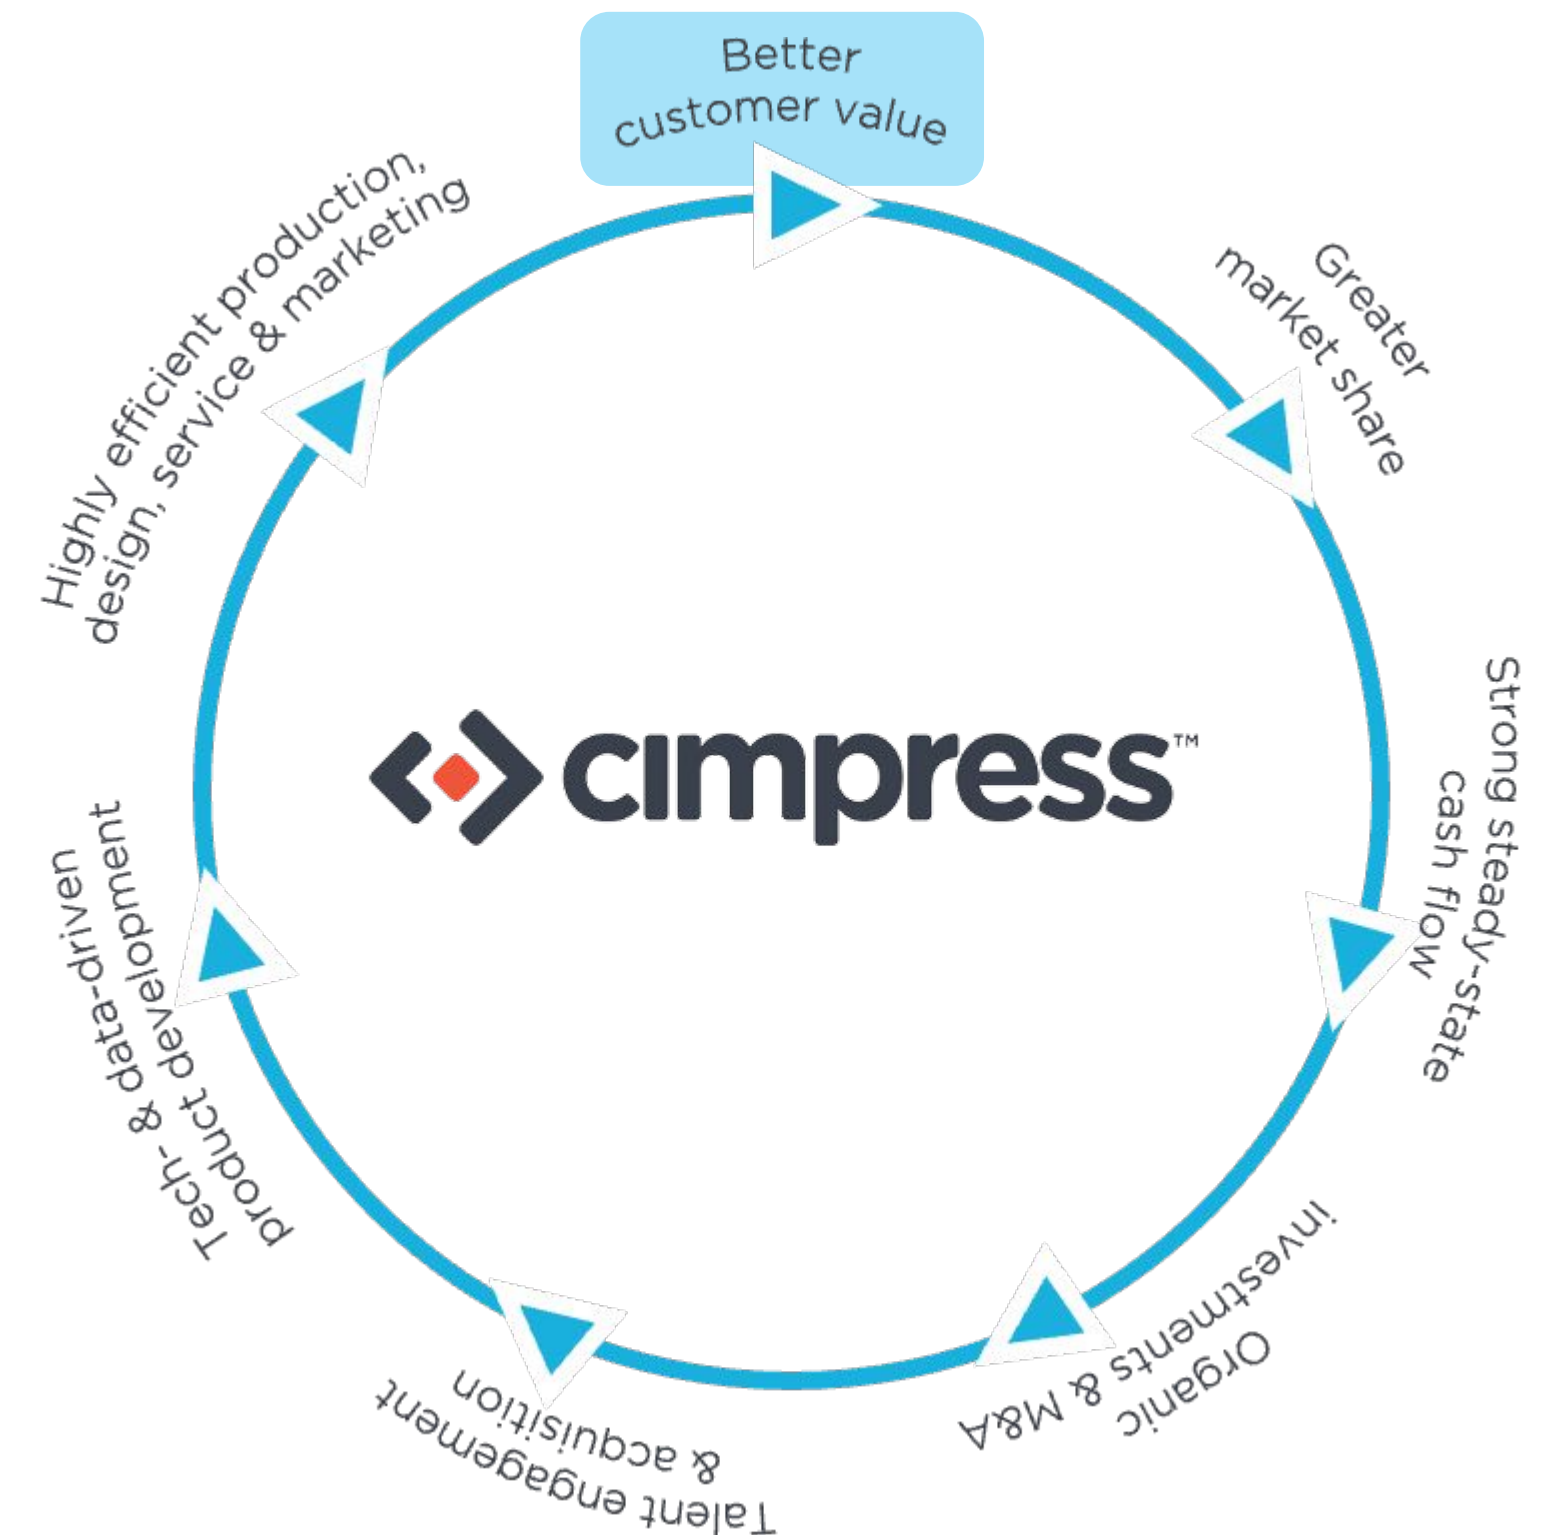 Better
customer value
Greater
market share
Strong steady-state
cash flow
Organic
investments & M&A
Talent engagement
& acquisition
Tech- & data-driven
product development
Highly efficient production,
design, service & marketing
cimpress™